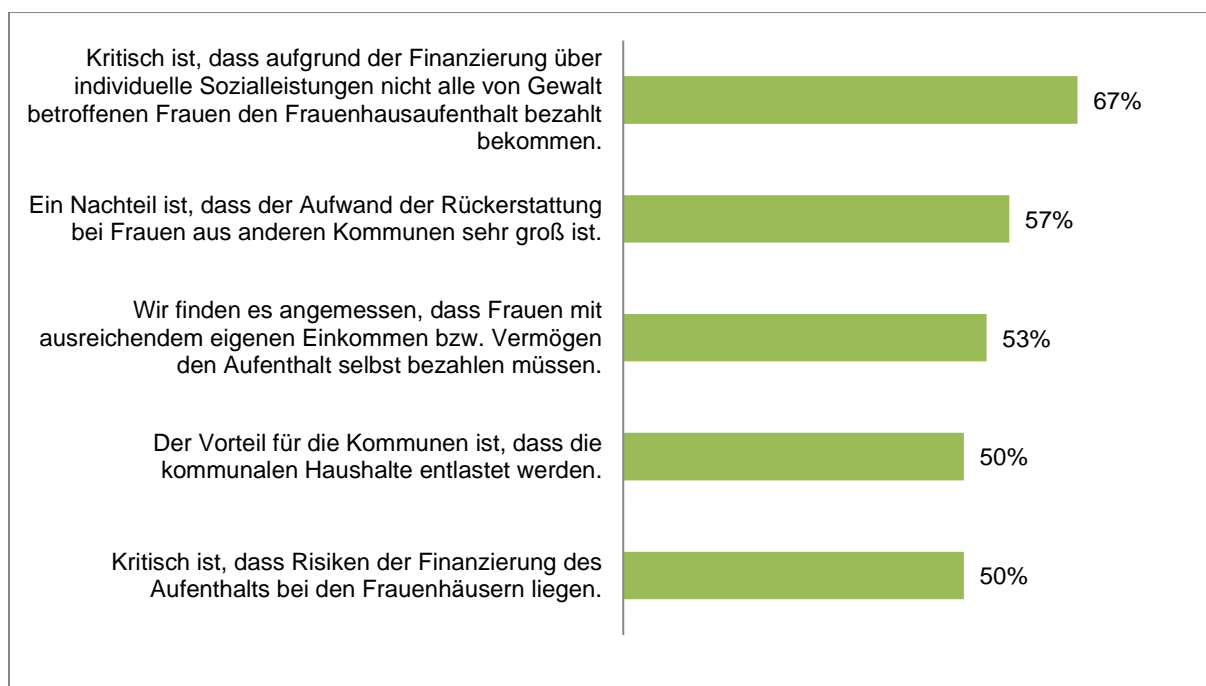 Kritisch ist, dass aufgrund der Finanzierung über
individuelle Sozialleistungen nicht alle von Gewalt
betroffenen Frauen den Frauenhausaufenthalt bezahlt
bekommen.
67%
Ein Nachteil ist, dass der Aufwand der Rückerstattung
bei Frauen aus anderen Kommunen sehr groß ist.
57%
Wir finden es angemessen, dass Frauen mit
ausreichendem eigenen Einkommen bzw. Vermögen
den Aufenthalt selbst bezahlen müssen.
53%
Der Vorteil für die Kommunen ist, dass die
kommunalen Haushalte entlastet werden.
50%
Kritisch ist, dass Risiken der Finanzierung des
Aufenthalts bei den Frauenhäusern liegen.
50%